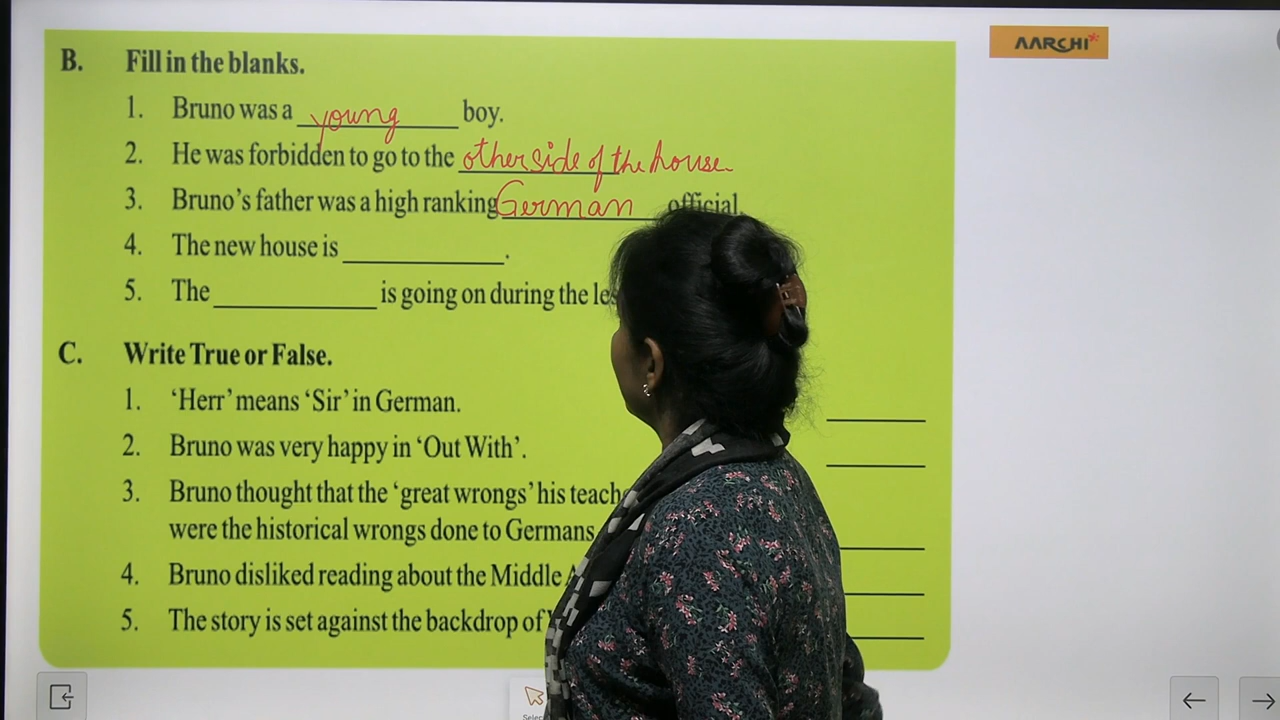 AARCHI*
B. Fill in the blanks.
1. Bruno was a young boy.
2. He was forbidden to go to the other side of the house
3. Bruno's father was a high ranking German official
4. The new house is ____________.
5. The ____________ is going on during the
C. Write True or False.
1. 'Herr' means 'Sir' in German.
2. Bruno was very happy in 'Out With'.
3. Bruno thought that the 'great wrongs' his
were the historical wrongs done to Germans
4. Bruno disliked reading about the Middle
5. The story is set against the backdrop of